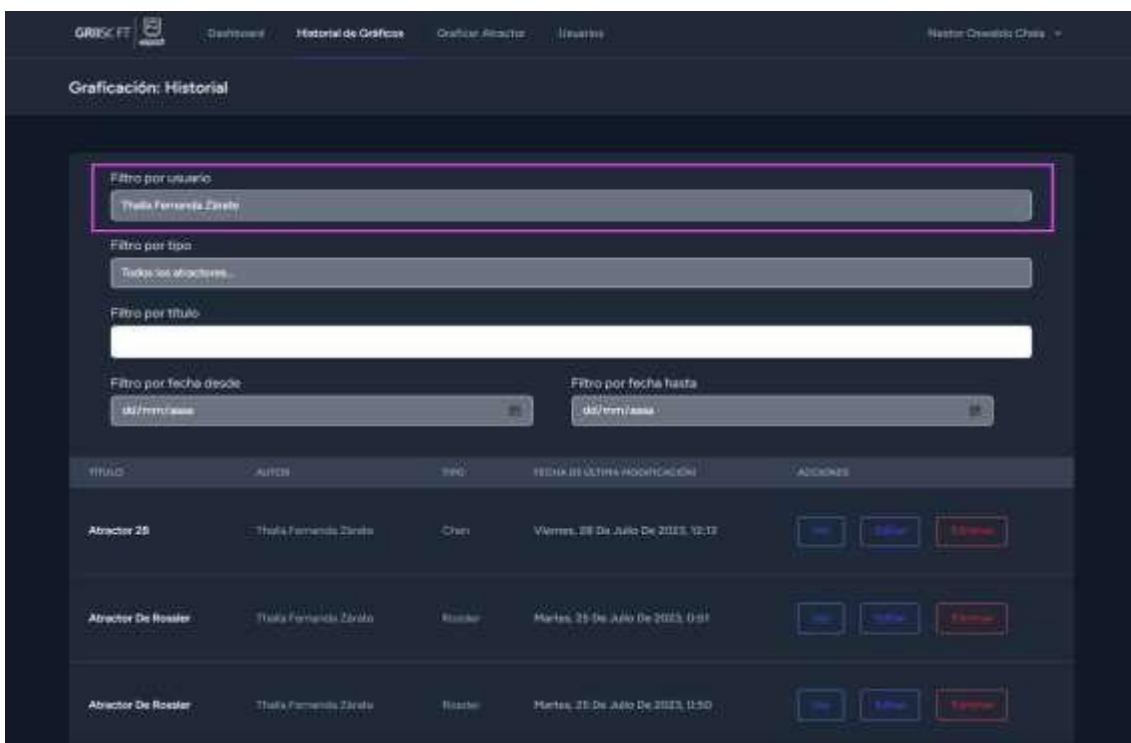 GRIISOFT Dashboard Historial de Gráficos Graficar Atractor Usuarios Nestor Oswaldo Chela
Graficación: Historial
Filtro por usuario
Thalia Fernanda Zárate
Filtro por tipo
Todos los atractores...
Filtro por título
Filtro por fecha desde Filtro por fecha hasta
dd/mm/aaaa dd/mm/aaaa
TÍTULO AUTOR TIPO FECHA DE ÚLTIMA MODIFICACIÓN ACCIONES
Atractor 28 Thalia Fernanda Zárate Chen Viernes, 28 De Julio De 2023, 12:13 Ver Editar Eliminar
Atractor De Rossler Thalia Fernanda Zárate Rossler Martes, 25 De Julio De 2023, 0:51 Ver Editar Eliminar
Atractor De Rossler Thalia Fernanda Zárate Rossler Martes, 25 De Julio De 2023, 0:50 Ver Editar Eliminar